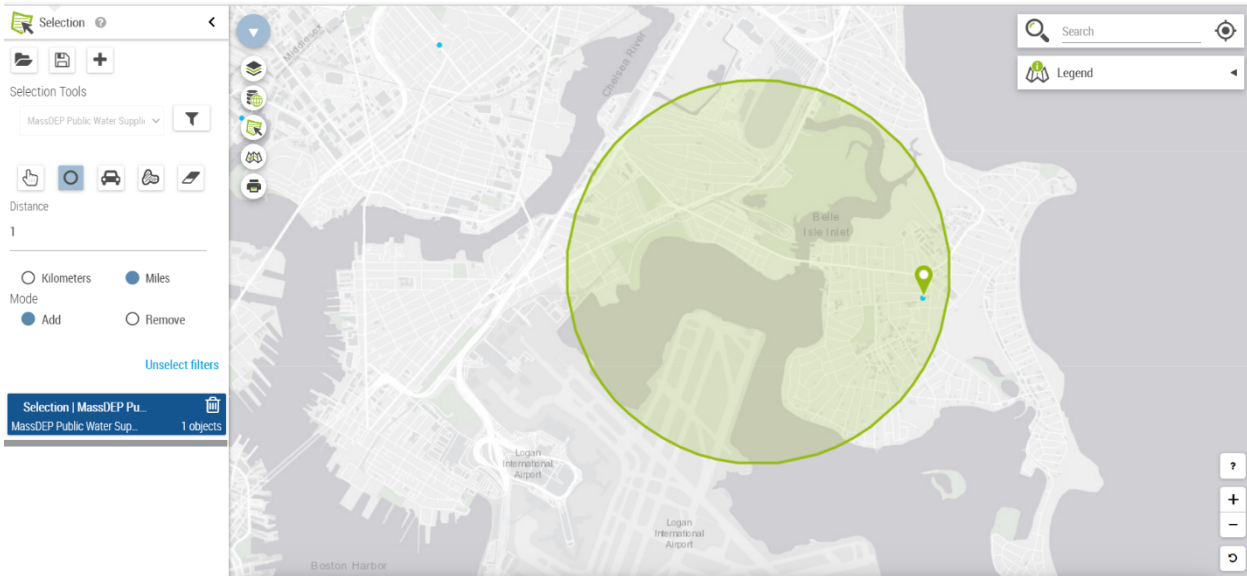 Selection ?
Selection Tools
MassDEP Public Water Supplie
Distance
1
Kilometers
Miles
Mode
Add
Remove
Unselect filters
Selection | MassDEP Pu...
MassDEP Public Water Sup...
1 objects
Middlesex
Chelsea River
Belle
Isle Inlet
Logan
International
Airport
Logan
International
Airport
Boston Harbor
Search
Legend
?
+
−